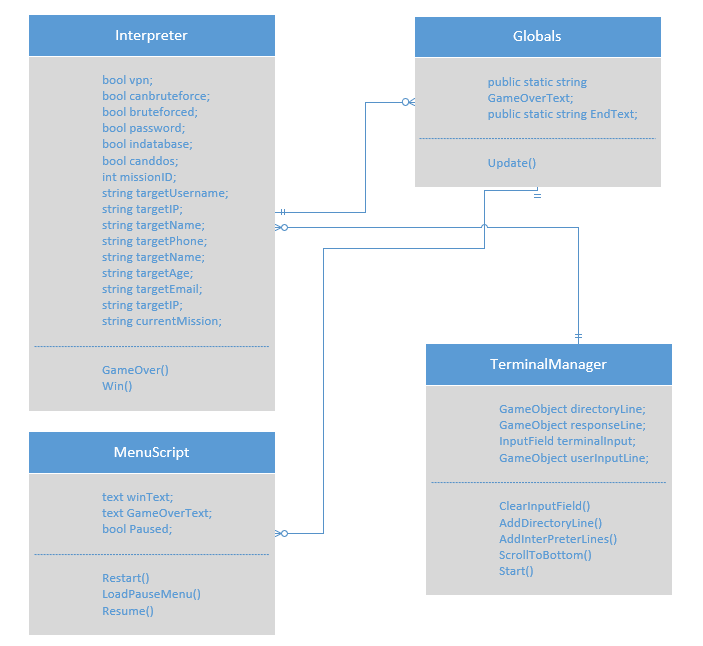 Interpreter
bool vpn;
bool canbruteforce;
bool bruteforced;
bool password;
bool indatabase;
bool canddos;
int missionID;
string targetUsername;
string targetIP;
string targetName;
string targetPhone;
string targetName;
string targetAge;
string targetEmail;
string targetIP;
string currentMission;
GameOver()
Win()
Globals
public static string
GameOverText;
public static string EndText;
Update()
MenuScript
text winText;
text GameOverText;
bool Paused;
Restart()
LoadPauseMenu()
Resume()
TerminalManager
GameObject directoryLine;
GameObject responseLine;
InputField terminalInput;
GameObject userInputLine;
ClearInputField()
AddDirectoryLine()
AddInterPreterLines()
ScrollToBottom()
Start()